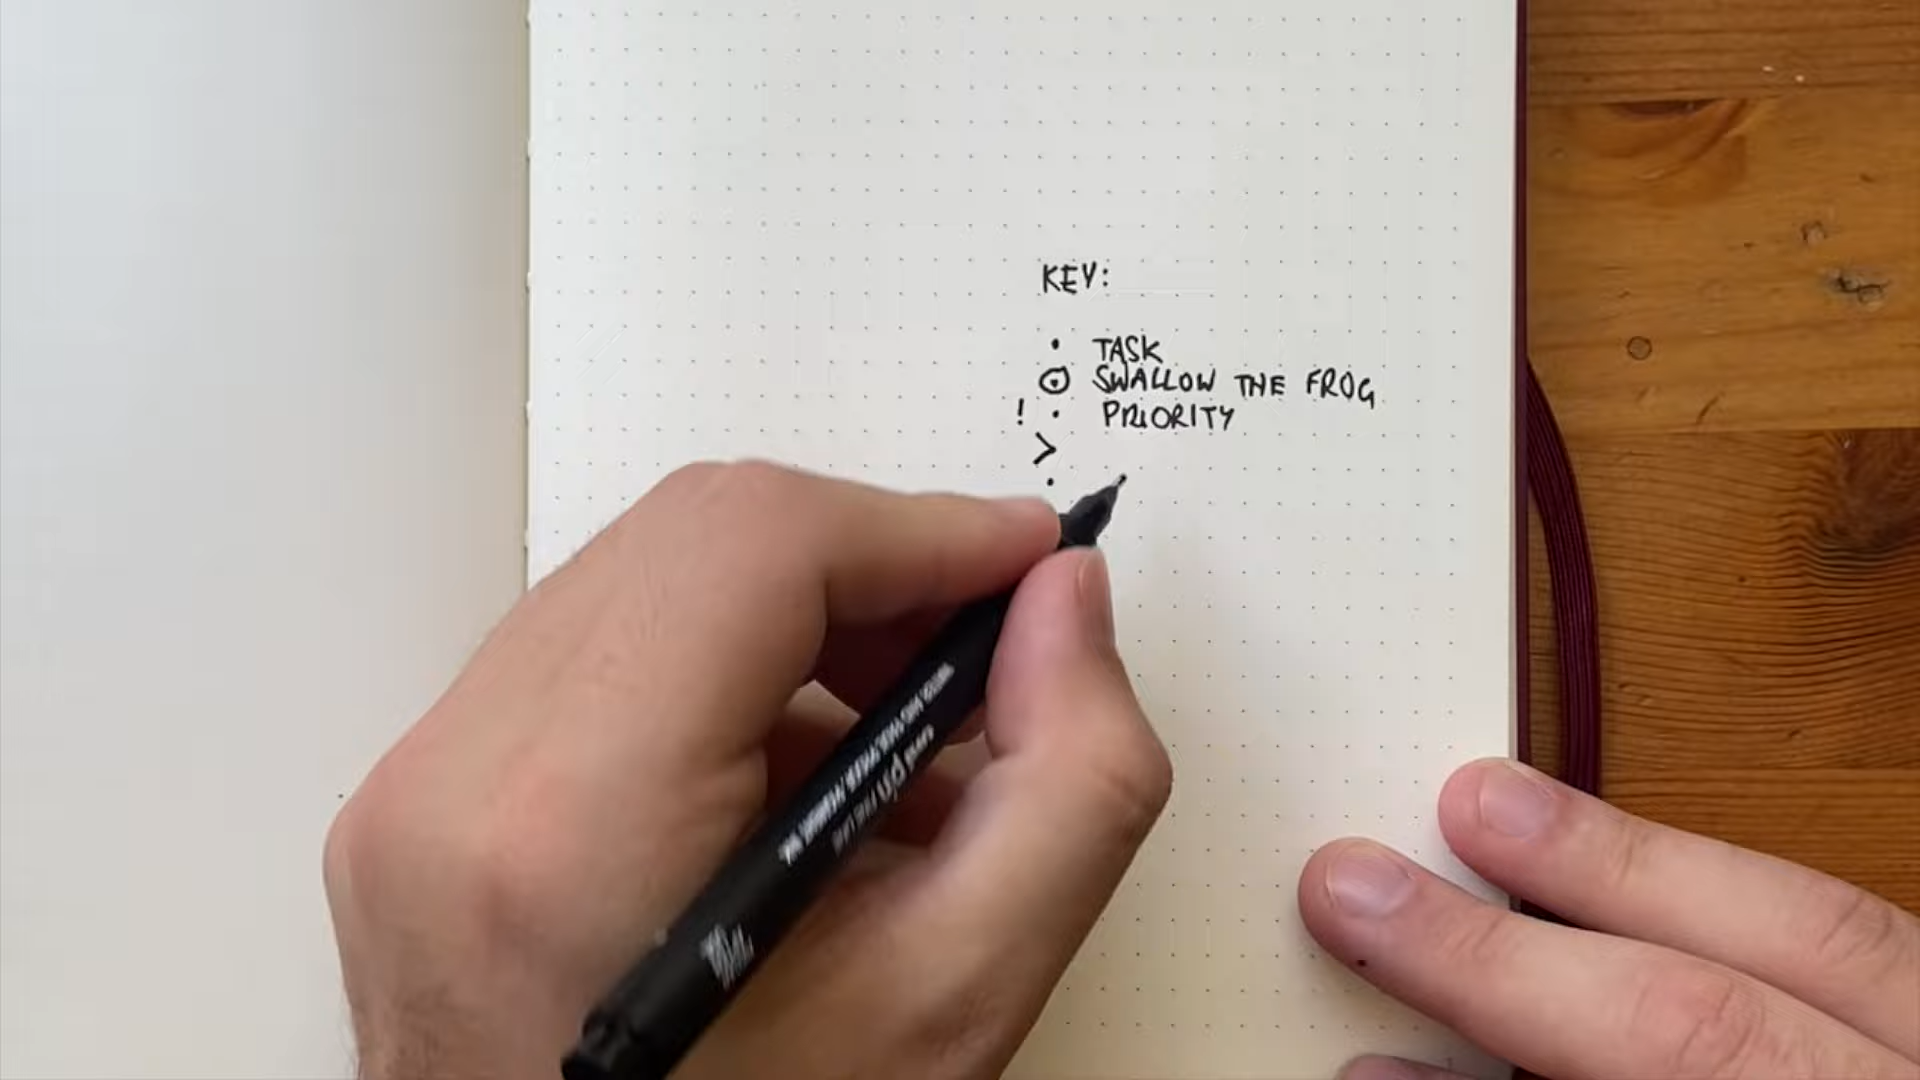 KEY:
• TASK
⊙ SWALLOW THE FROG
! • PRIORITY
>
•